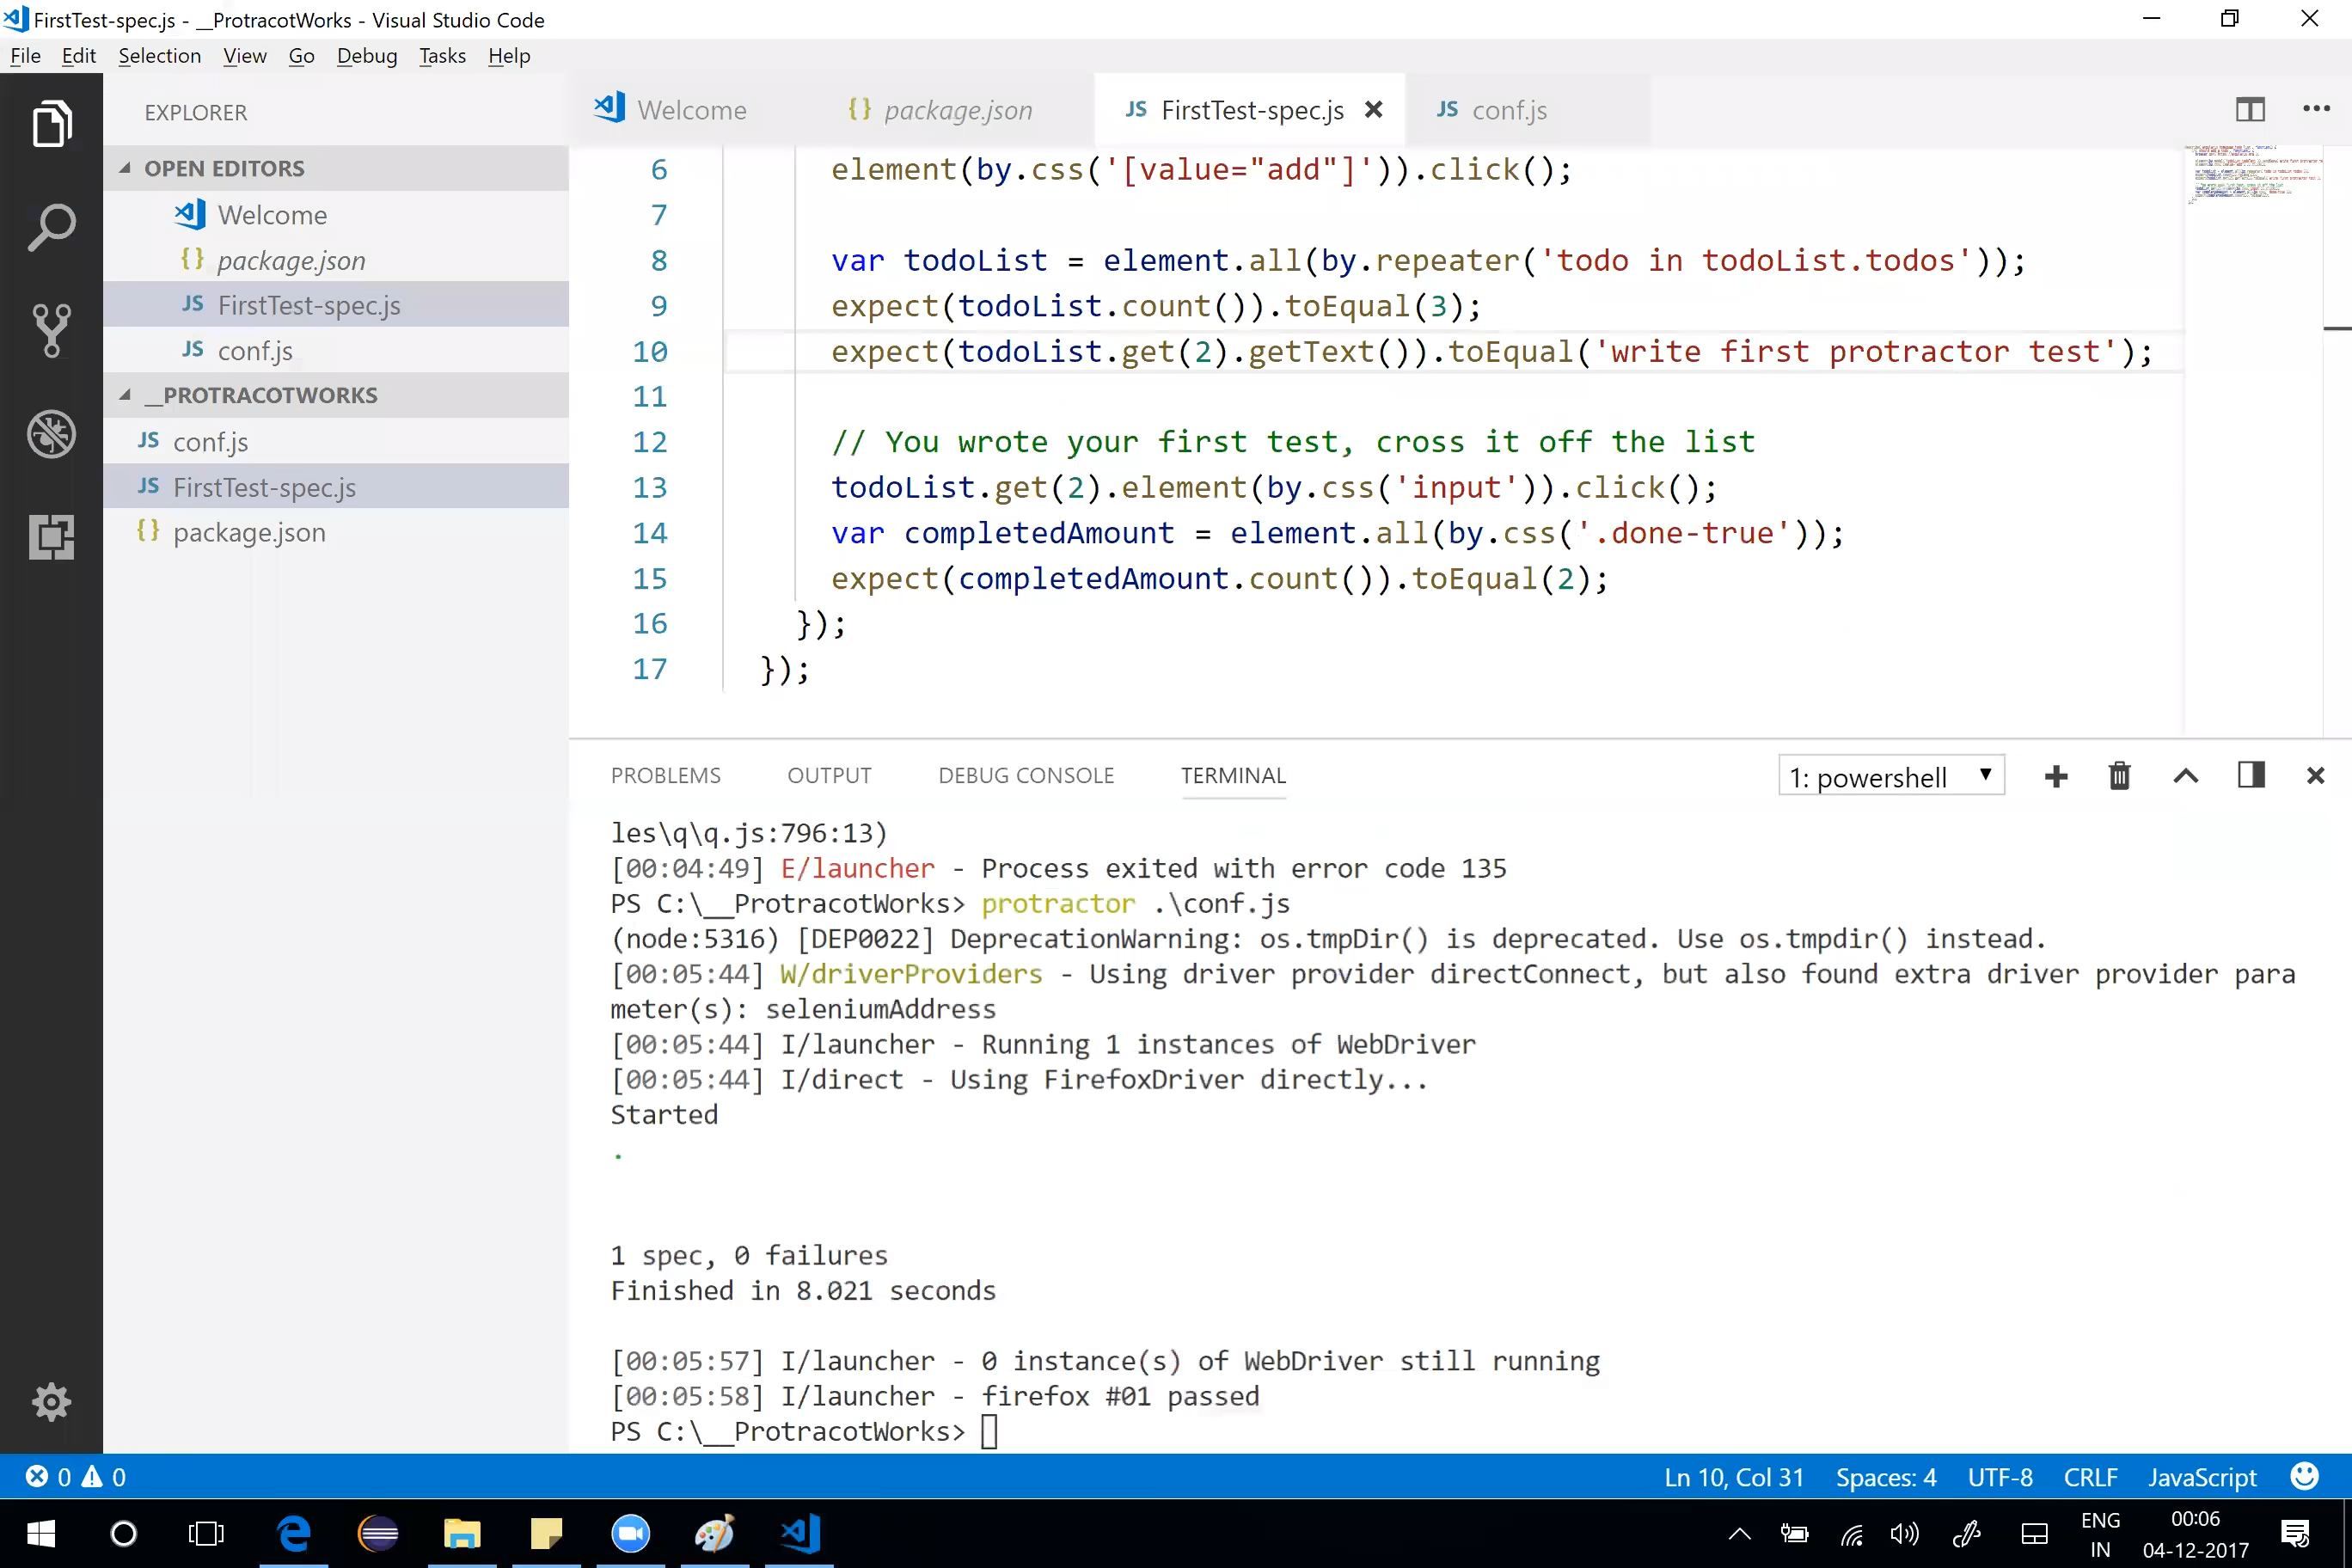 FirstTest-spec.js - __ProtracotWorks - Visual Studio Code
File Edit Selection View Go Debug Tasks Help
EXPLORER
OPEN EDITORS
Welcome
{} package.json
JS FirstTest-spec.js
JS conf.js
__PROTRACOTWORKS
JS conf.js
JS FirstTest-spec.js
{} package.json
Welcome {} package.json JS FirstTest-spec.js JS conf.js
6 element(by.css('[value="add"]')).click();
7
8 var todoList = element.all(by.repeater('todo in todoList.todos'));
9 expect(todoList.count()).toEqual(3);
10 expect(todoList.get(2).getText()).toEqual('write first protractor test');
11
12 // You wrote your first test, cross it off the list
13 todoList.get(2).element(by.css('input')).click();
14 var completedAmount = element.all(by.css('.done-true'));
15 expect(completedAmount.count()).toEqual(2);
16 });
17 });
PROBLEMS OUTPUT DEBUG CONSOLE TERMINAL 1: powershell
les\q\q.js:796:13)
[00:04:49] E/launcher - Process exited with error code 135
PS C:\__ProtracotWorks> protractor .\conf.js
(node:5316) [DEP0022] DeprecationWarning: os.tmpDir() is deprecated. Use os.tmpdir() instead.
[00:05:44] W/driverProviders - Using driver provider directConnect, but also found extra driver provider para
meter(s): seleniumAddress
[00:05:44] I/launcher - Running 1 instances of WebDriver
[00:05:44] I/direct - Using FirefoxDriver directly...
Started
.
1 spec, 0 failures
Finished in 8.021 seconds
[00:05:57] I/launcher - 0 instance(s) of WebDriver still running
[00:05:58] I/launcher - firefox #01 passed
PS C:\__ProtracotWorks>
0 0 Ln 10, Col 31 Spaces: 4 UTF-8 CRLF JavaScript
ENG 00:06
IN 04-12-2017